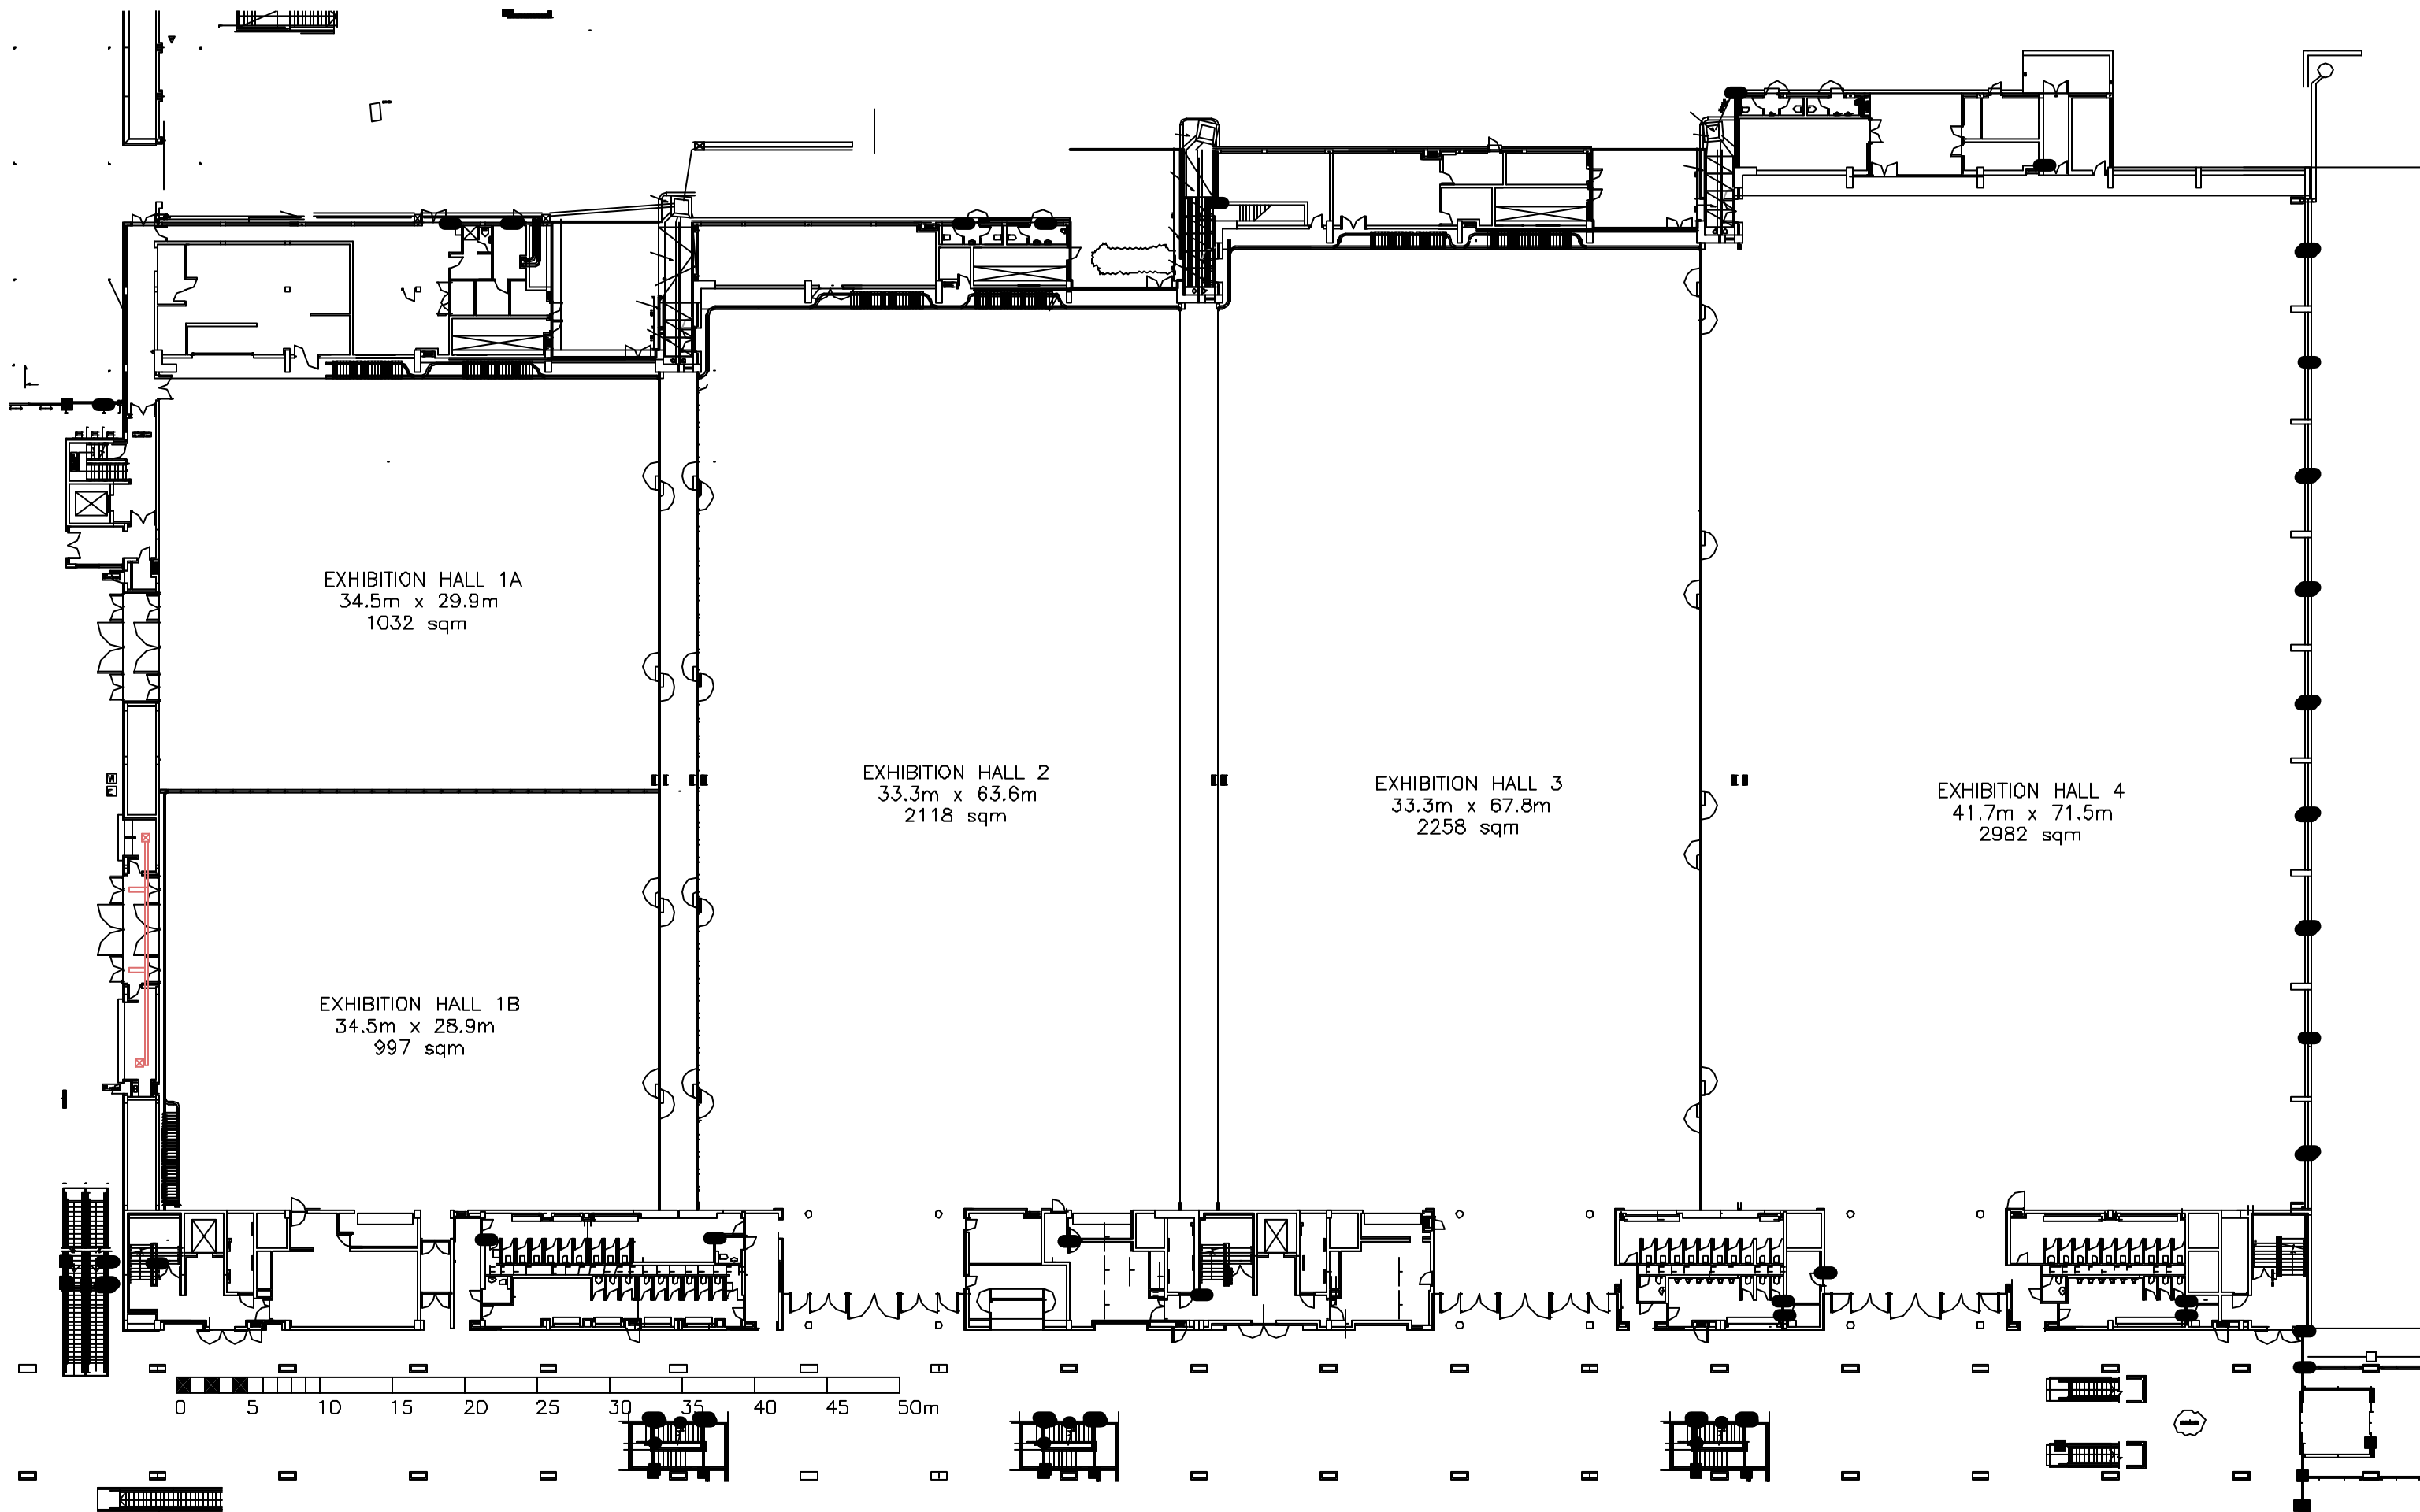 EXHIBITION HALL 1A
34.5m x 29.9m
1032 sqm
EXHIBITION HALL 2
33.3m x 63.6m
2118 sqm
EXHIBITION HALL 3
33.3m x 67.8m
2258 sqm
EXHIBITION HALL 4
41.7m x 71.5m
2982 sqm
EXHIBITION HALL 1B
34.5m x 28.9m
997 sqm
0 5 10 15 20 25 30 35 40 45 50m